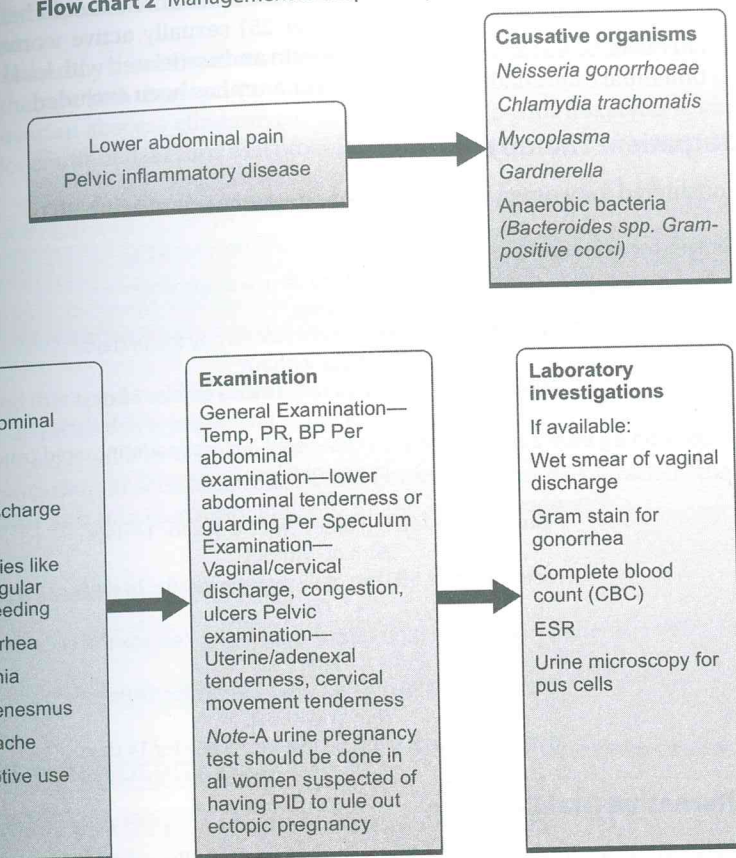 Flow chart 2 Management
Lower abdominal pain
Pelvic inflammatory disease
Causative organisms
Neisseria gonorrhoeae
Chlamydia trachomatis
Mycoplasma
Gardnerella
Anaerobic bacteria
(Bacteroides spp. Gram-
positive cocci)
ominal
charge
ies like
gular
eeding
rhea
nia
enesmus
ache
ptive use
Examination
General Examination—
Temp, PR, BP Per
abdominal
examination—lower
abdominal tenderness or
guarding Per Speculum
Examination—
Vaginal/cervical
discharge, congestion,
ulcers Pelvic
examination—
Uterine/adenexal
tenderness, cervical
movement tenderness
Note-A urine pregnancy
test should be done in
all women suspected of
having PID to rule out
ectopic pregnancy
Laboratory
investigations
If available:
Wet smear of vaginal
discharge
Gram stain for
gonorrhea
Complete blood
count (CBC)
ESR
Urine microscopy for
pus cells